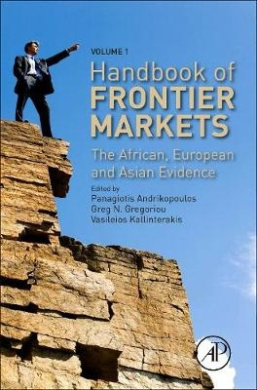 VOLUME 1
Handbook of
FRONTIER
MARKETS
The African, European
and Asian Evidence
Edited by
Panagiotis Andrikopoulos
Greg N. Gregoriou
Vasileios Kallinterakis
AP